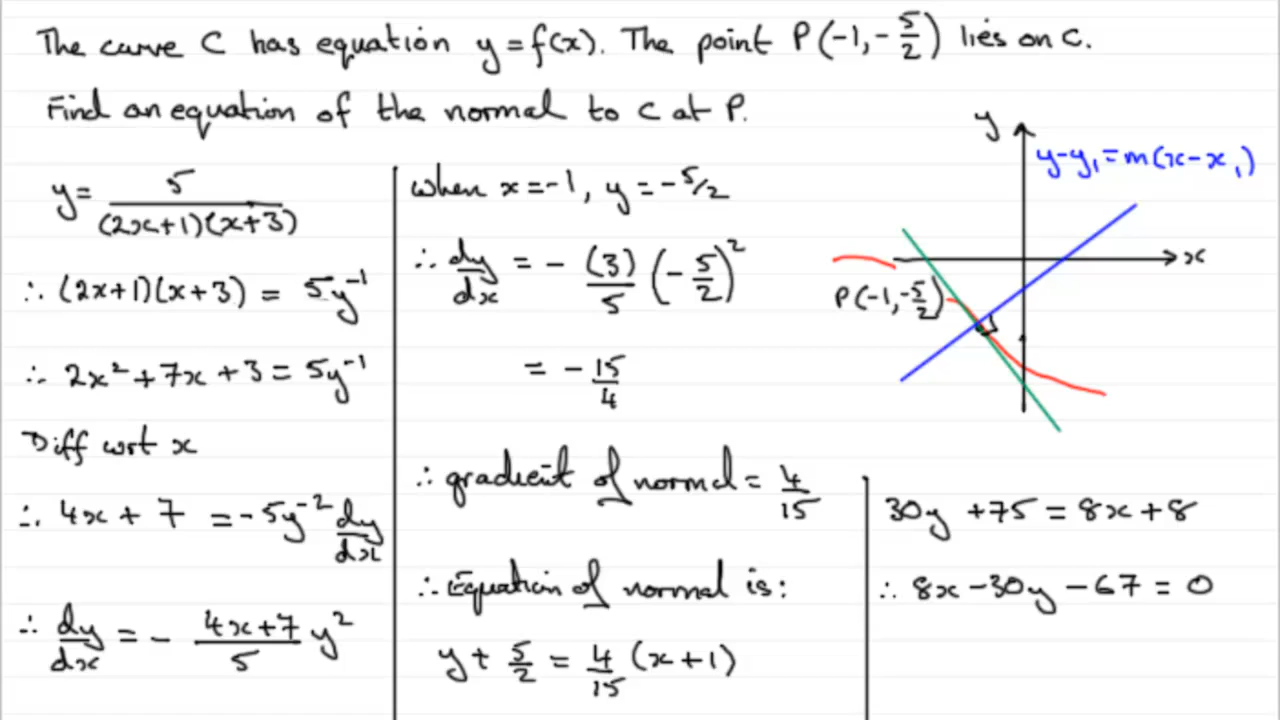 The curve C has equation y = f(x). The point P(-1, -5/2) lies on C.
Find an equation of the normal to C at P.
y = 5/((2x+1)(x+3))
∴ (2x+1)(x+3) = 5y⁻¹
∴ 2x² + 7x + 3 = 5y⁻¹
Diff wrt x
∴ 4x + 7 = -5y⁻² dy/dx
∴ dy/dx = - (4x+7)/5 y²
when x = -1, y = -5/2
∴ dy/dx = - (3)/5 (-5/2)²
= - 15/4
∴ gradient of normal = 4/15
∴ Equation of normal is:
y + 5/2 = 4/15 (x+1)
y
y-y₁ = m(x-x₁)
x
P(-1, -5/2)
30y + 75 = 8x + 8
∴ 8x - 30y - 67 = 0